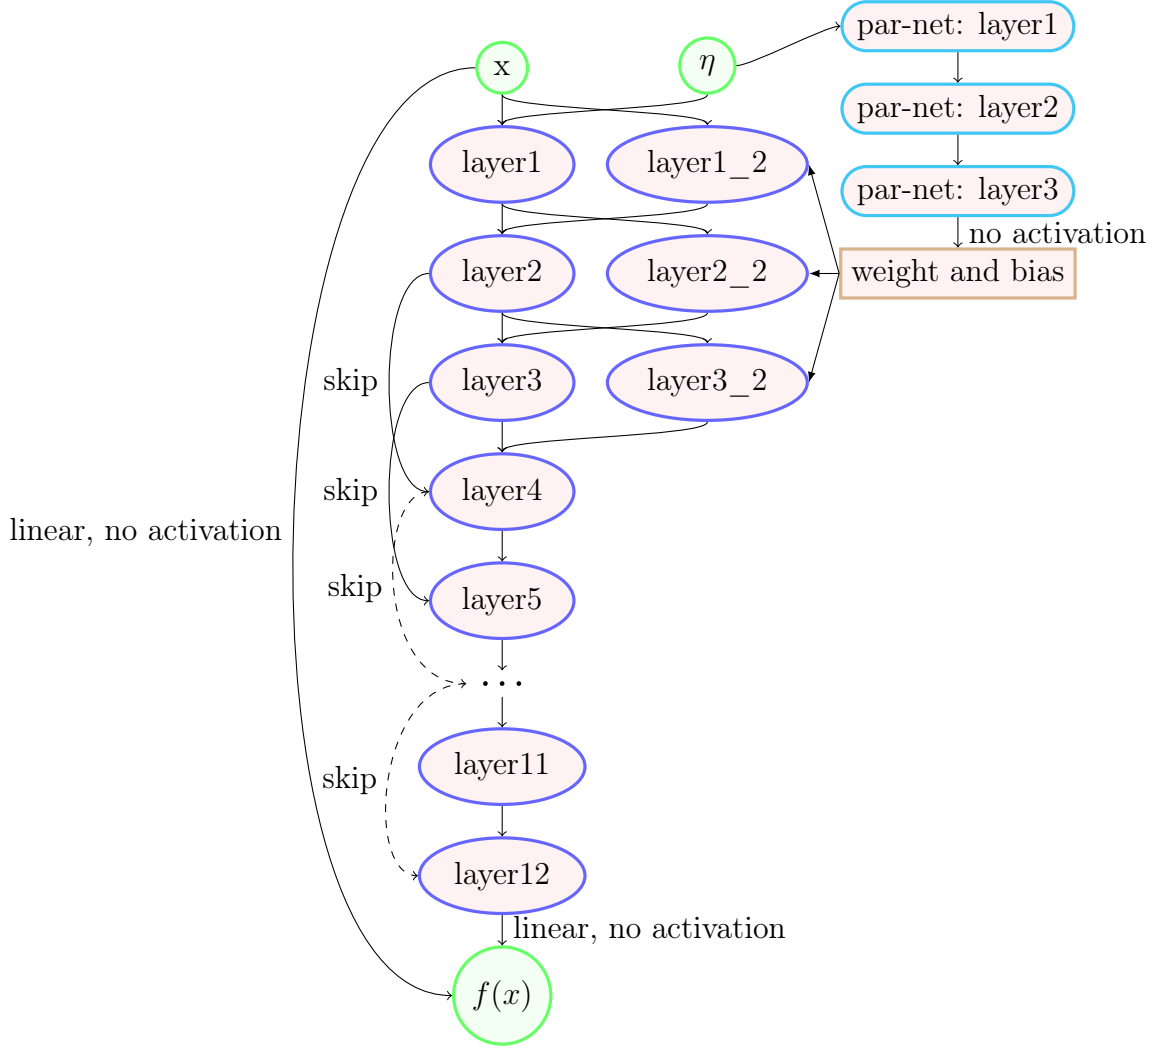 par-net: layer1
x
η
par-net: layer2
layer1
layer1_2
par-net: layer3
no activation
layer2
layer2_2
weight and bias
skip
layer3
layer3_2
skip
layer4
linear, no activation
skip
layer5
...
layer11
skip
layer12
linear, no activation
f(x)